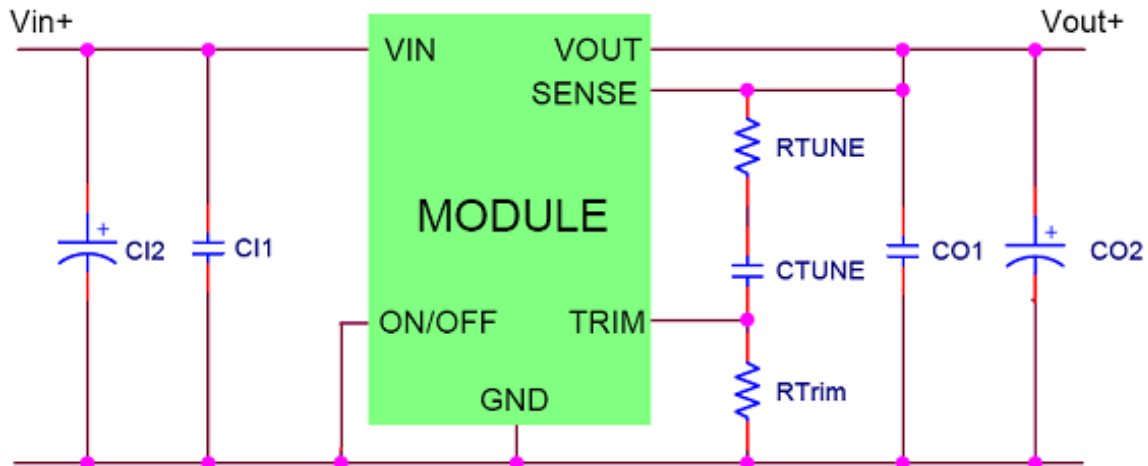 Vin+
Vout+
VIN
VOUT
SENSE
RTUNE
MODULE
+
CI2
CI1
CTUNE
CO1
+
CO2
ON/OFF
TRIM
RTrim
GND